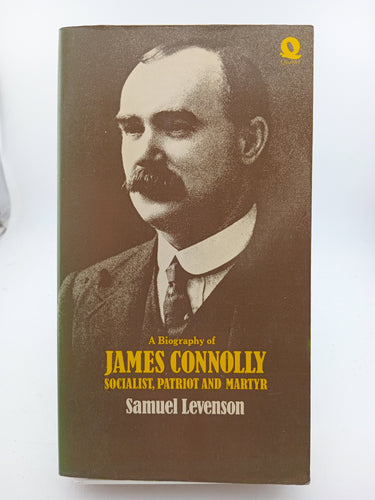 A Biography of
JAMES CONNOLLY
SOCIALIST, PATRIOT AND MARTYR
Samuel Levenson